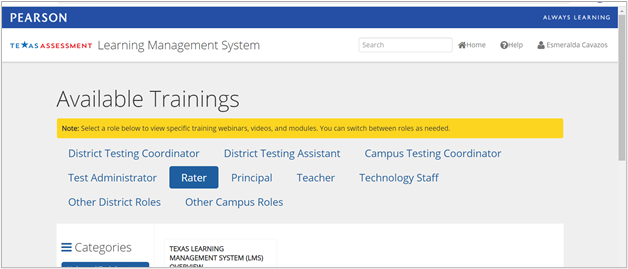 PEARSON ALWAYS LEARNING
TEXAS ASSESSMENT Learning Management System Search Home Help Esmeralda Cavazos
Available Trainings
Note: Select a role below to view specific training webinars, videos, and modules. You can switch between roles as needed.
District Testing Coordinator District Testing Assistant Campus Testing Coordinator
Test Administrator Rater Principal Teacher Technology Staff
Other District Roles Other Campus Roles
Categories
TEXAS LEARNING
MANAGEMENT SYSTEM (LMS)
OVERVIEW